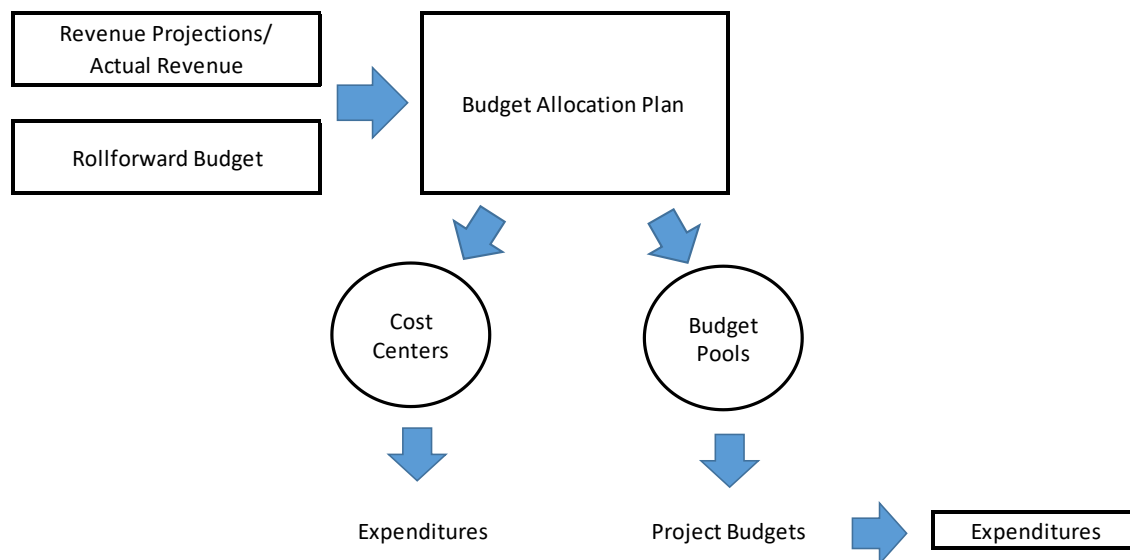 Revenue Projections/
Actual Revenue
Budget Allocation Plan
Rollforward Budget
Cost
Centers
Budget
Pools
Expenditures
Project Budgets
Expenditures